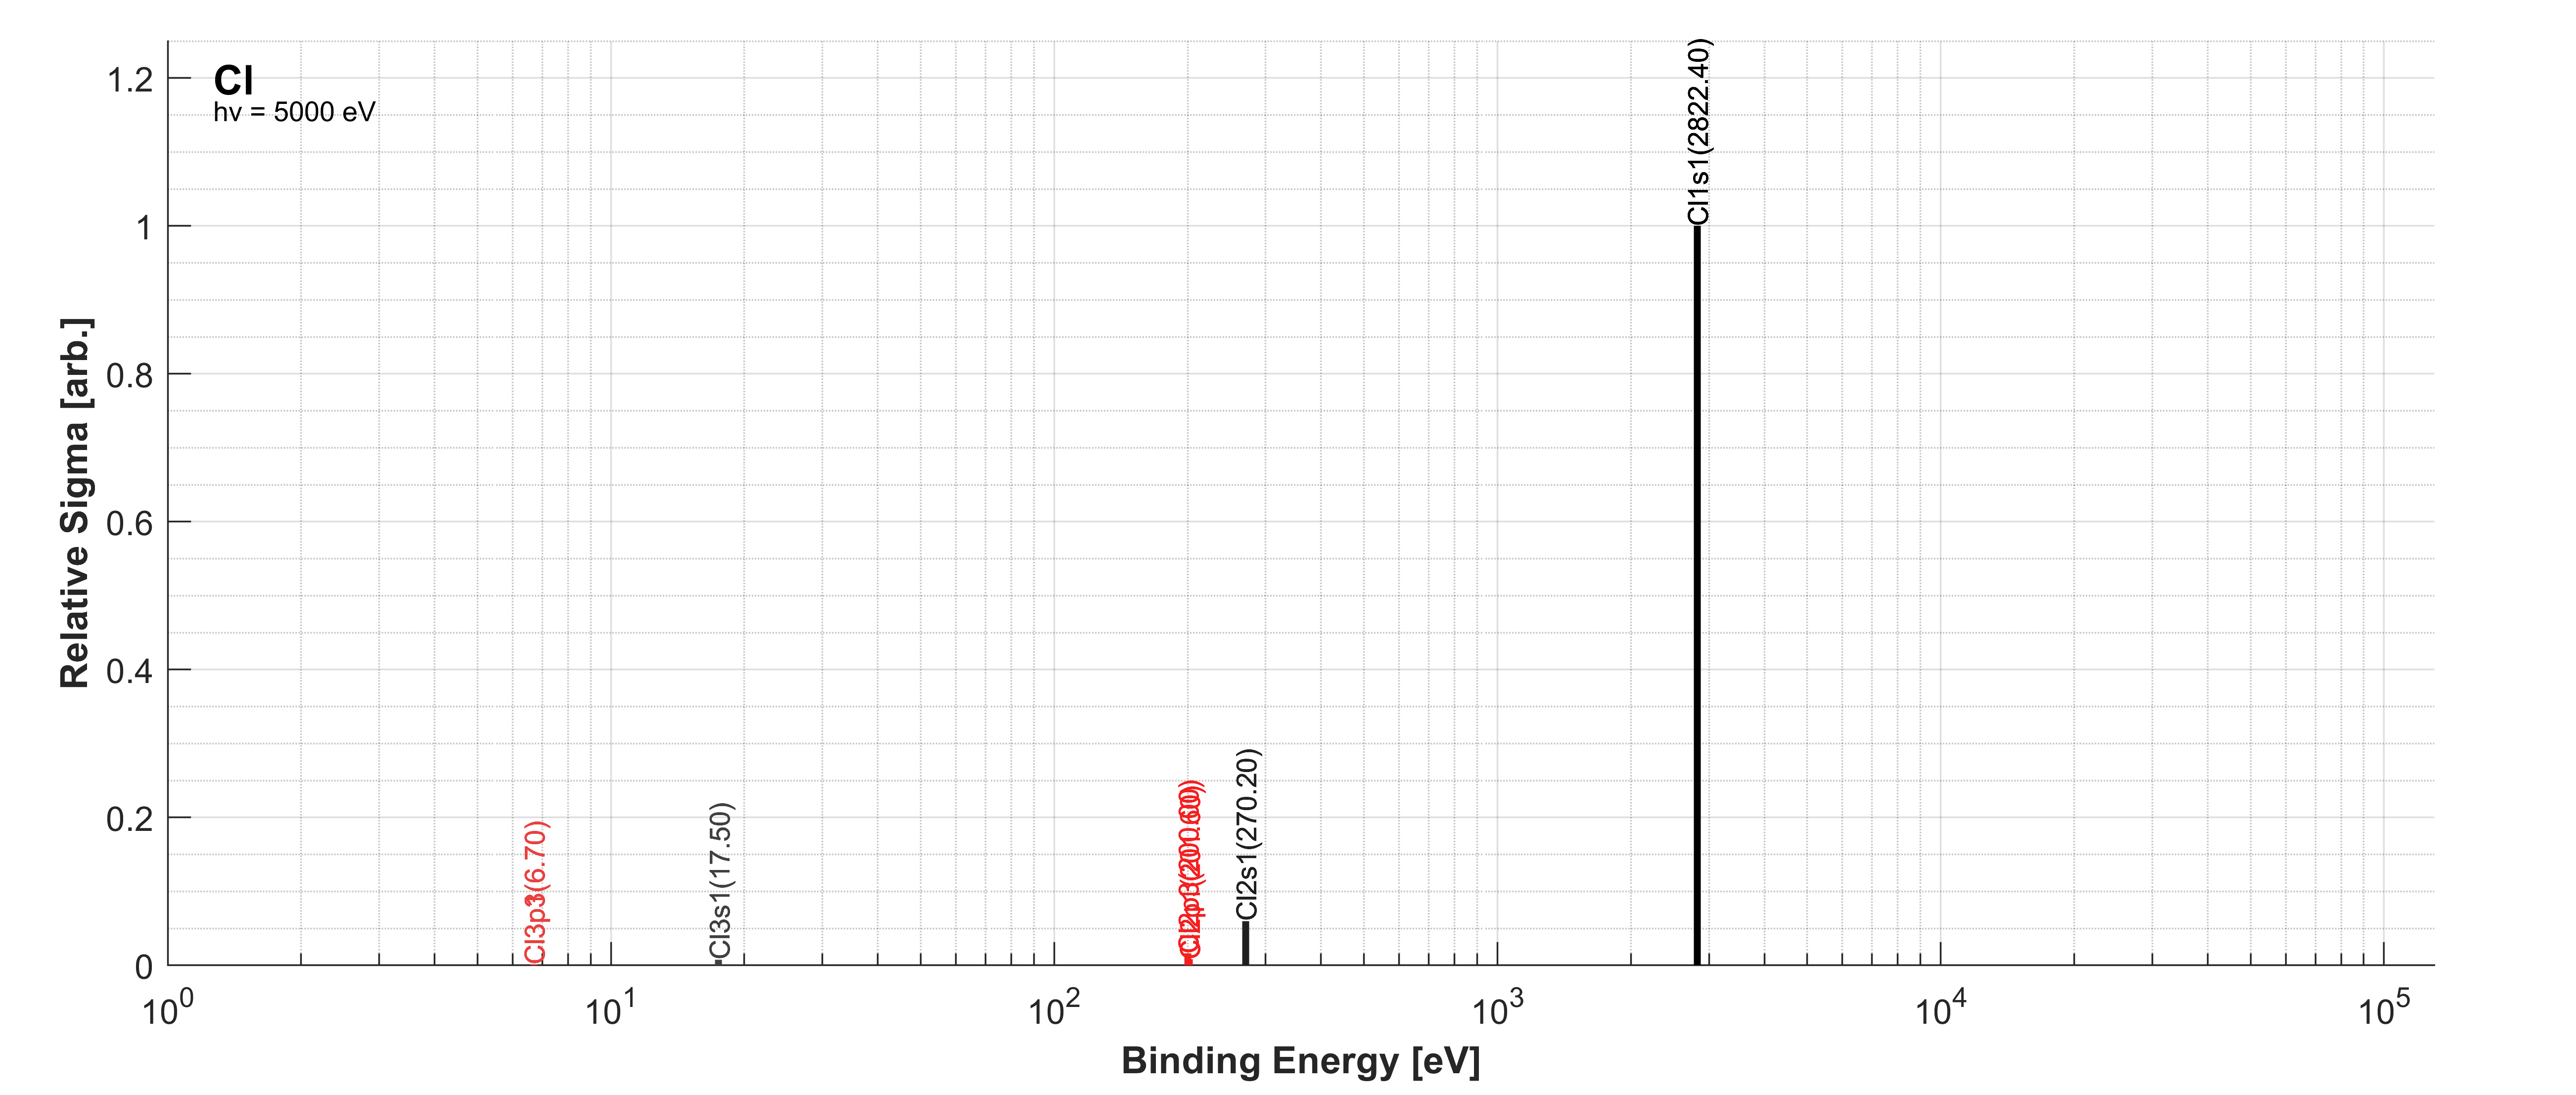 Cl
hv = 5000 eV
Relative Sigma [arb.]
1.2
1
0.8
0.6
0.4
0.2
0
Cl1s1(2822.40)
Cl2s1(270.20)
Cl3s1(17.50)
10^0
10^1
10^2
10^3
10^4
10^5
Binding Energy [eV]